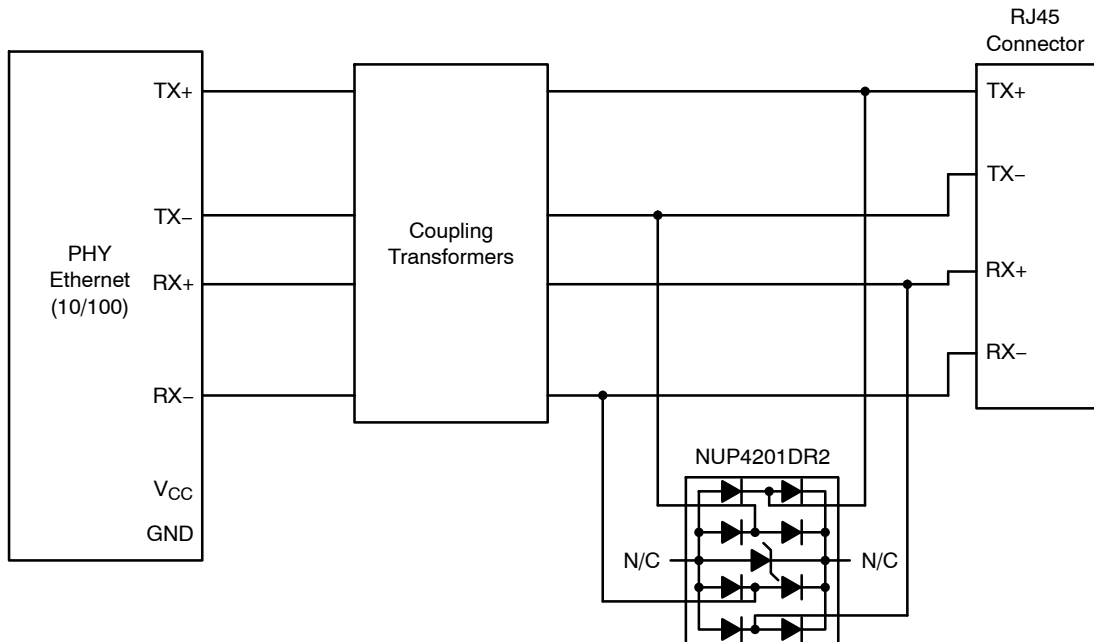 RJ45
Connector
TX+
TX+
TX−
TX−
PHY
Ethernet
(10/100)
RX+
RX−
Coupling
Transformers
RX+
RX−
NUP4201DR2
VCC
GND
N/C
N/C